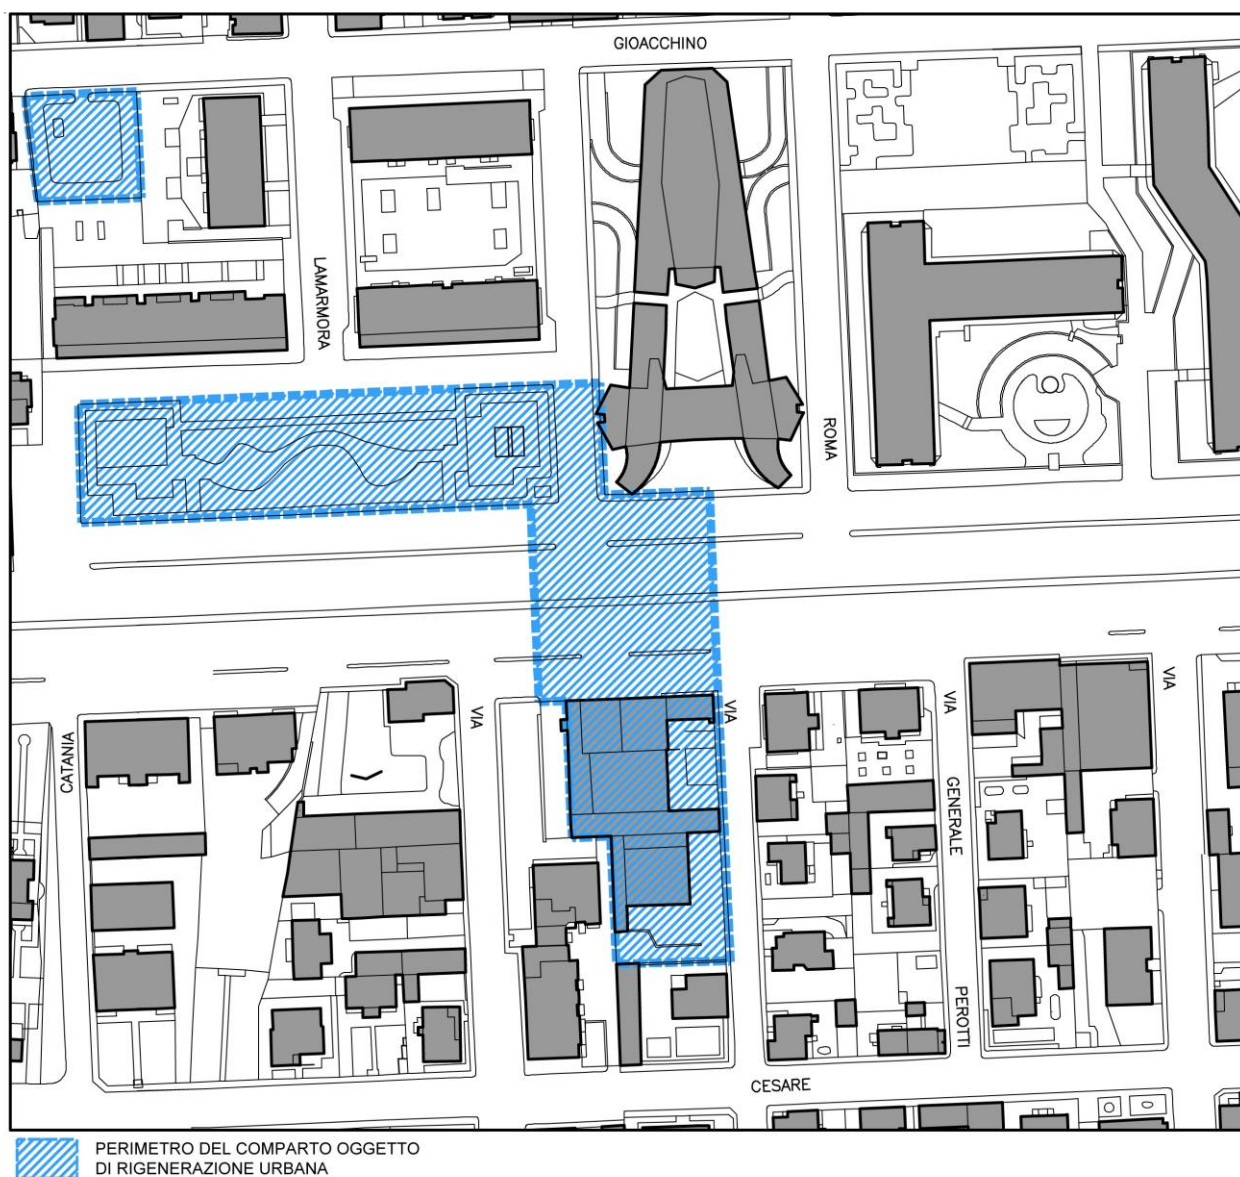 GIOACCHINO
LAMARMORA
ROMA
VIA
CATANIA
VIA
VIA
VIA
GENERALE
PEROTTI
CESARE
PERIMETRO DEL COMPARTO OGGETTO
DI RIGENERAZIONE URBANA